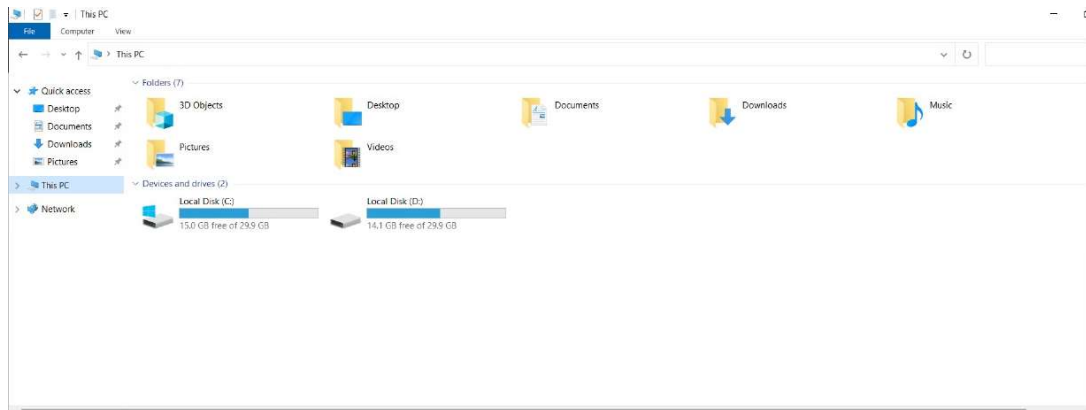 This PC
File Computer View
This PC
Quick access
Desktop
Documents
Downloads
Pictures
This PC
Network
Folders (7)
3D Objects
Desktop
Documents
Downloads
Music
Pictures
Videos
Devices and drives (2)
Local Disk (C:)
15.0 GB free of 29.9 GB
Local Disk (D:)
14.1 GB free of 29.9 GB